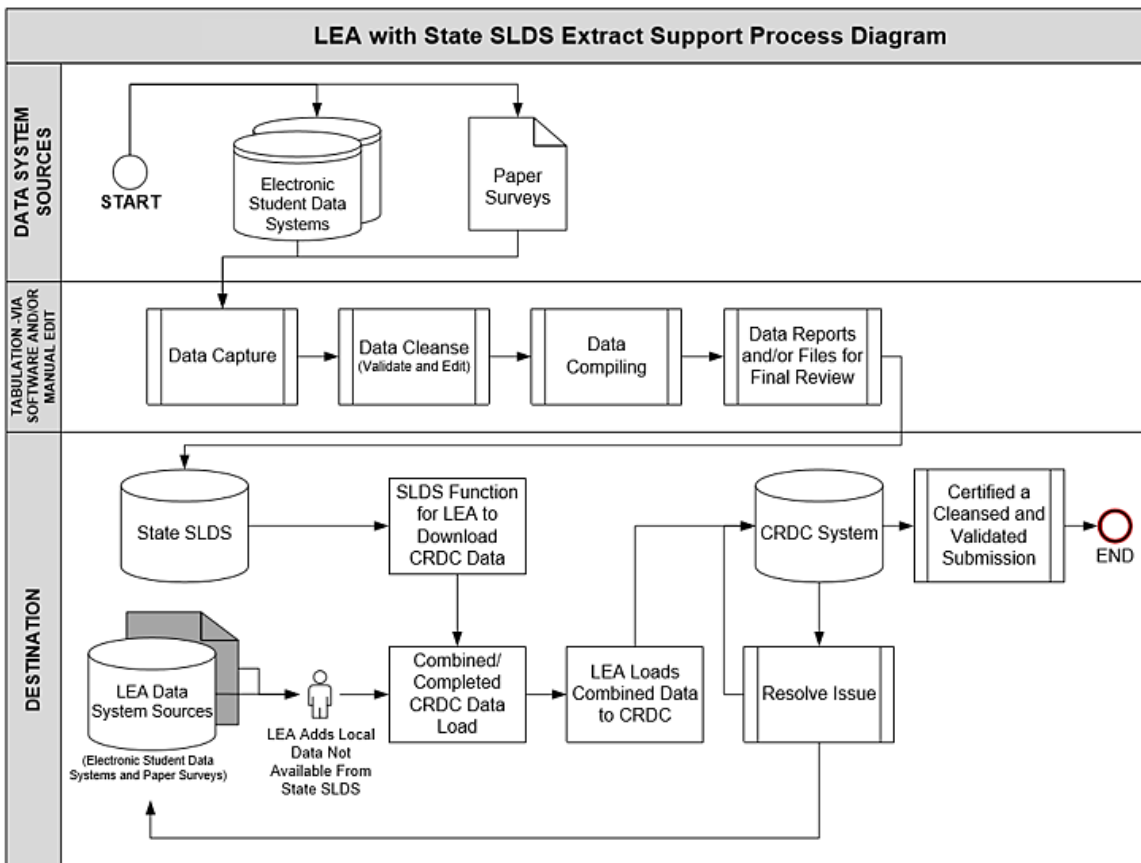 LEA with State SLDS Extract Support Process Diagram
DATA SYSTEM
SOURCES
START
Electronic
Student Data
Systems
Paper
Surveys
TABULATION -VIA
SOFTWARE AND/OR
MANUAL EDIT
Data Capture
Data Cleanse
(Validate and Edit)
Data
Compiling
Data Reports
and/or Files for
Final Review
DESTINATION
State SLDS
SLDS Function
for LEA to
Download
CRDC Data
CRDC System
Certified a
Cleansed and
Validated
Submission
END
LEA Data
System Sources
(Electronic Student Data
Systems and Paper Surveys)
LEA Adds Local
Data Not
Available From
State SLDS
Combined/
Completed
CRDC Data
Load
LEA Loads
Combined Data
to CRDC
Resolve Issue